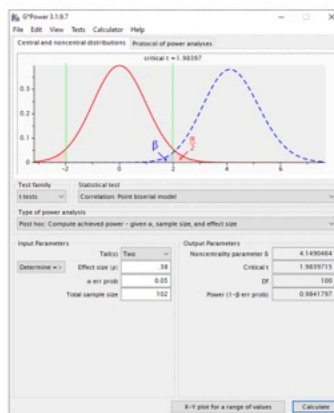 G*Power 3.1.9.7
File Edit View Tests Calculator Help
Central and noncentral distributions Protocol of power analyses
critical t = 1.98397
0.3
0.2
0.1
0
β
α/2
-2 0 2 4 6
Test family Statistical test
t tests Correlation: Point biserial model
Type of power analysis
Post hoc: Compute achieved power – given α, sample size, and effect size
Input Parameters Output Parameters
Tail(s) Two Noncentrality parameter δ 4.1490464
Determine => Effect size |ρ| .38 Critical t 1.9839715
α err prob 0.05 Df 100
Total sample size 102 Power (1-β err prob) 0.9841797
X-Y plot for a range of values Calculate